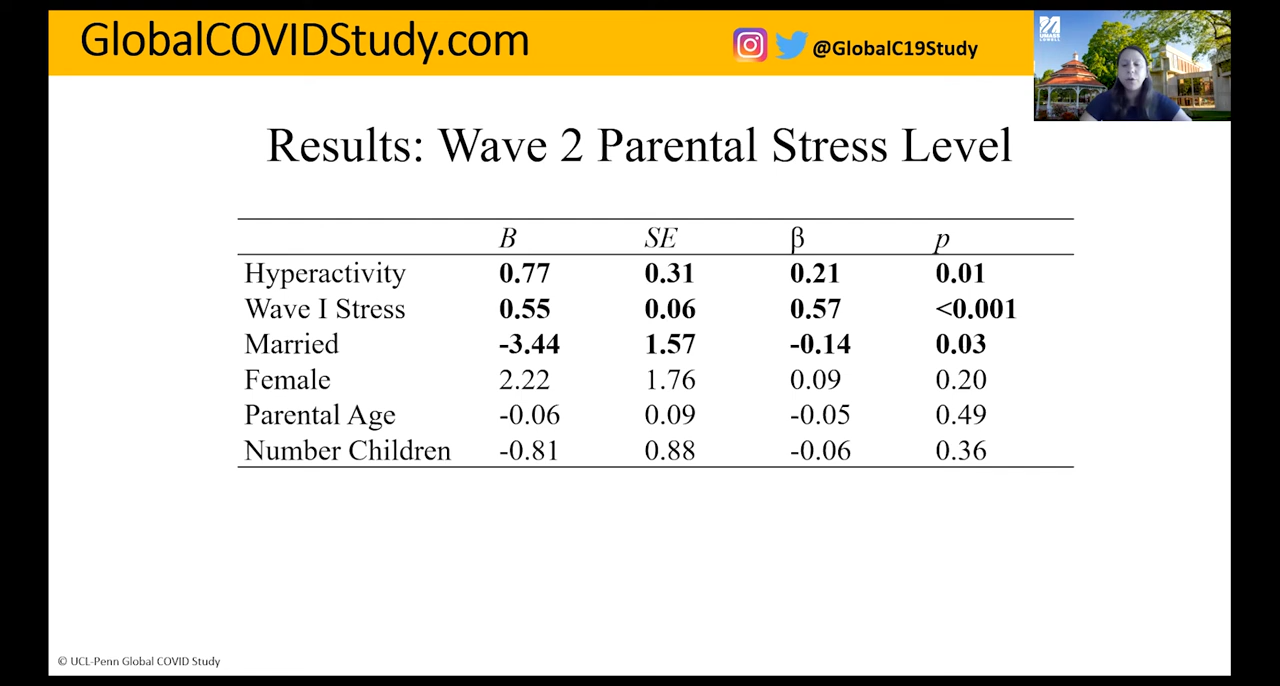 GlobalCOVIDStudy.com
@GlobalC19Study
UMASS
LOWELL
Results: Wave 2 Parental Stress Level
B SE β p
Hyperactivity 0.77 0.31 0.21 0.01
Wave I Stress 0.55 0.06 0.57 <0.001
Married -3.44 1.57 -0.14 0.03
Female 2.22 1.76 0.09 0.20
Parental Age -0.06 0.09 -0.05 0.49
Number Children -0.81 0.88 -0.06 0.36
© UCL-Penn Global COVID Study